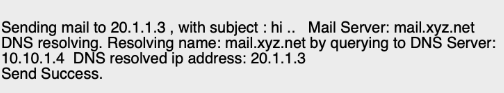 Sending mail to 20.1.1.3 , with subject : hi ..   Mail Server: mail.xyz.net
DNS resolving. Resolving name: mail.xyz.net by querying to DNS Server:
10.10.1.4  DNS resolved ip address: 20.1.1.3
Send Success.